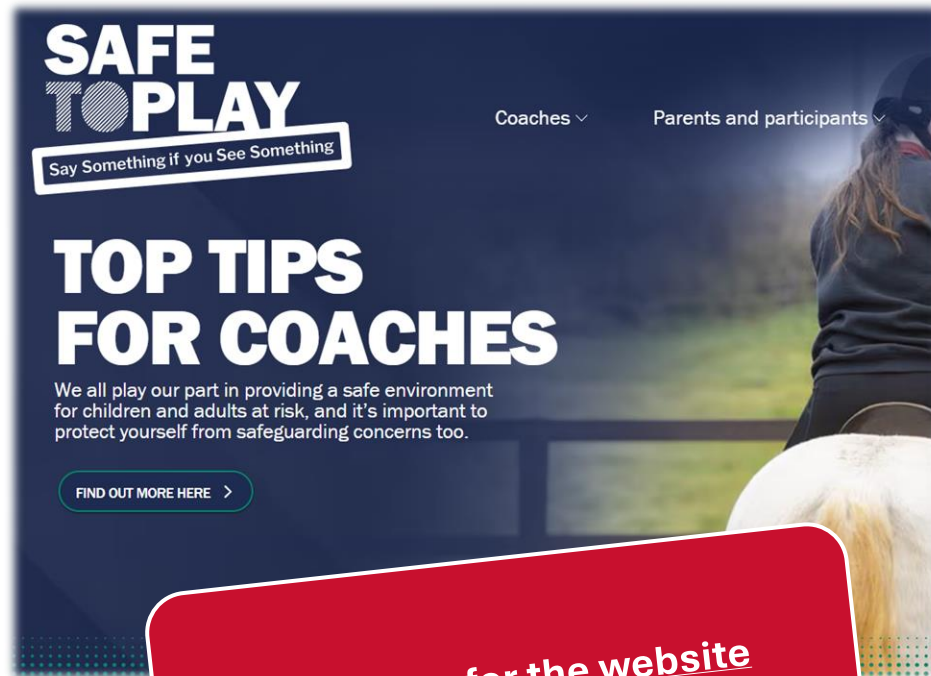 SAFE
TOPLAY
Say Something if you See Something
Coaches
Parents and participants
TOP TIPS
FOR COACHES
We all play our part in providing a safe environment
for children and adults at risk, and it's important to
protect yourself from safeguarding concerns too.
FIND OUT MORE HERE
for the website